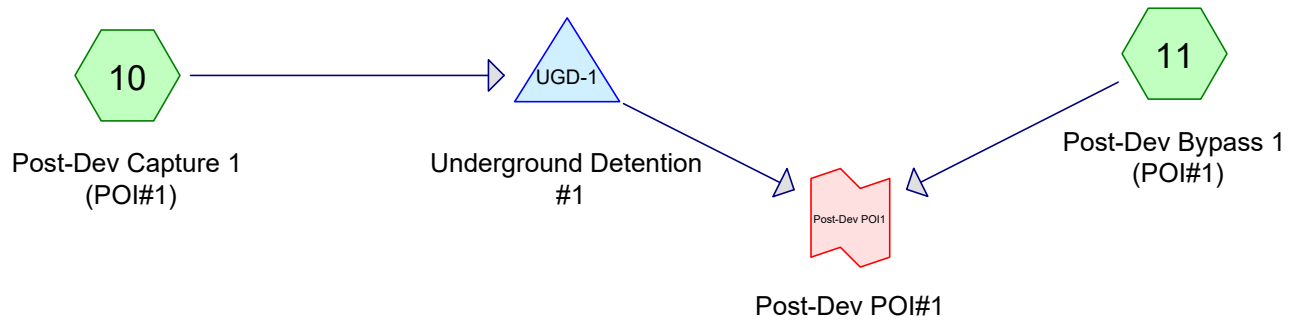 10
Post-Dev Capture 1
(POI#1)
UGD-1
Underground Detention
#1
11
Post-Dev Bypass 1
(POI#1)
Post-Dev POI1
Post-Dev POI#1